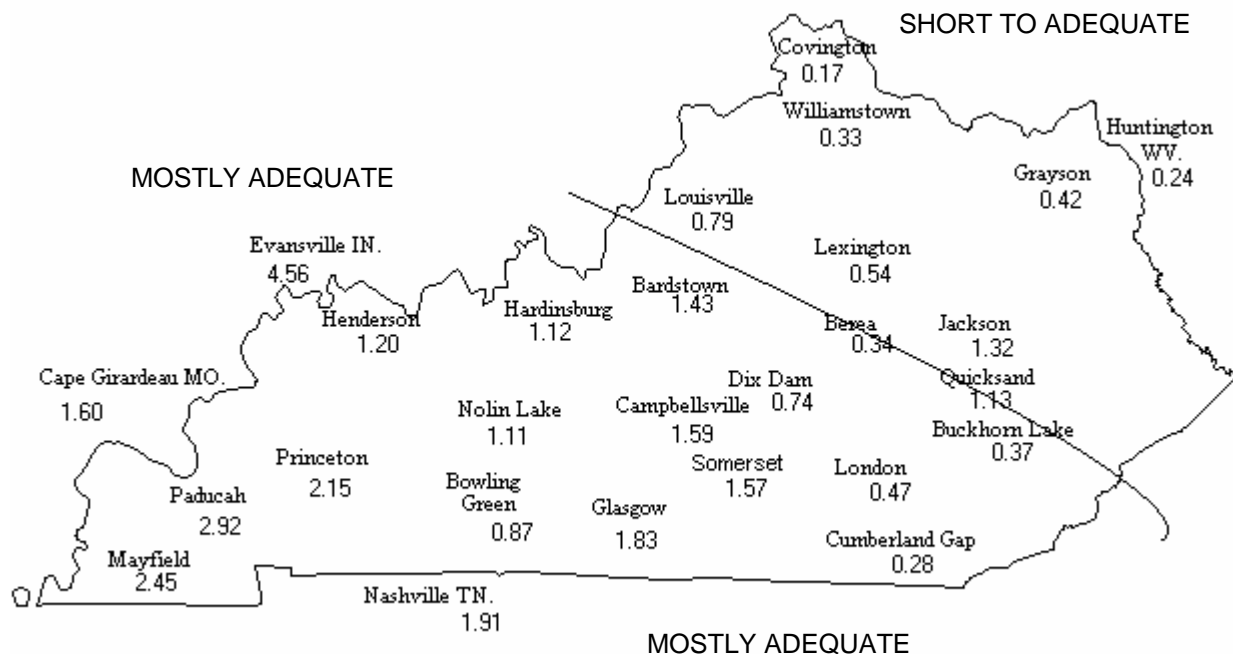 SHORT TO ADEQUATE
Covington
0.17
Williamstown
0.33
Huntington
WV.
0.24
Grayson
0.42
MOSTLY ADEQUATE
Louisville
0.79
Evansville IN.
4.56
Lexington
0.54
Bardstown
1.43
Hardinsburg
1.12
Henderson
1.20
Berea
0.34
Jackson
1.32
Cape Girardeau MO.
1.60
Dix Dam
0.74
Quicksand
1.13
Nolin Lake
1.11
Campbellsville
1.59
Buckhorn Lake
0.37
Princeton
2.15
Somerset
1.57
London
0.47
Paducah
2.92
Bowling
Green
0.87
Glasgow
1.83
Cumberland Gap
0.28
Mayfield
2.45
Nashville TN.
1.91
MOSTLY ADEQUATE